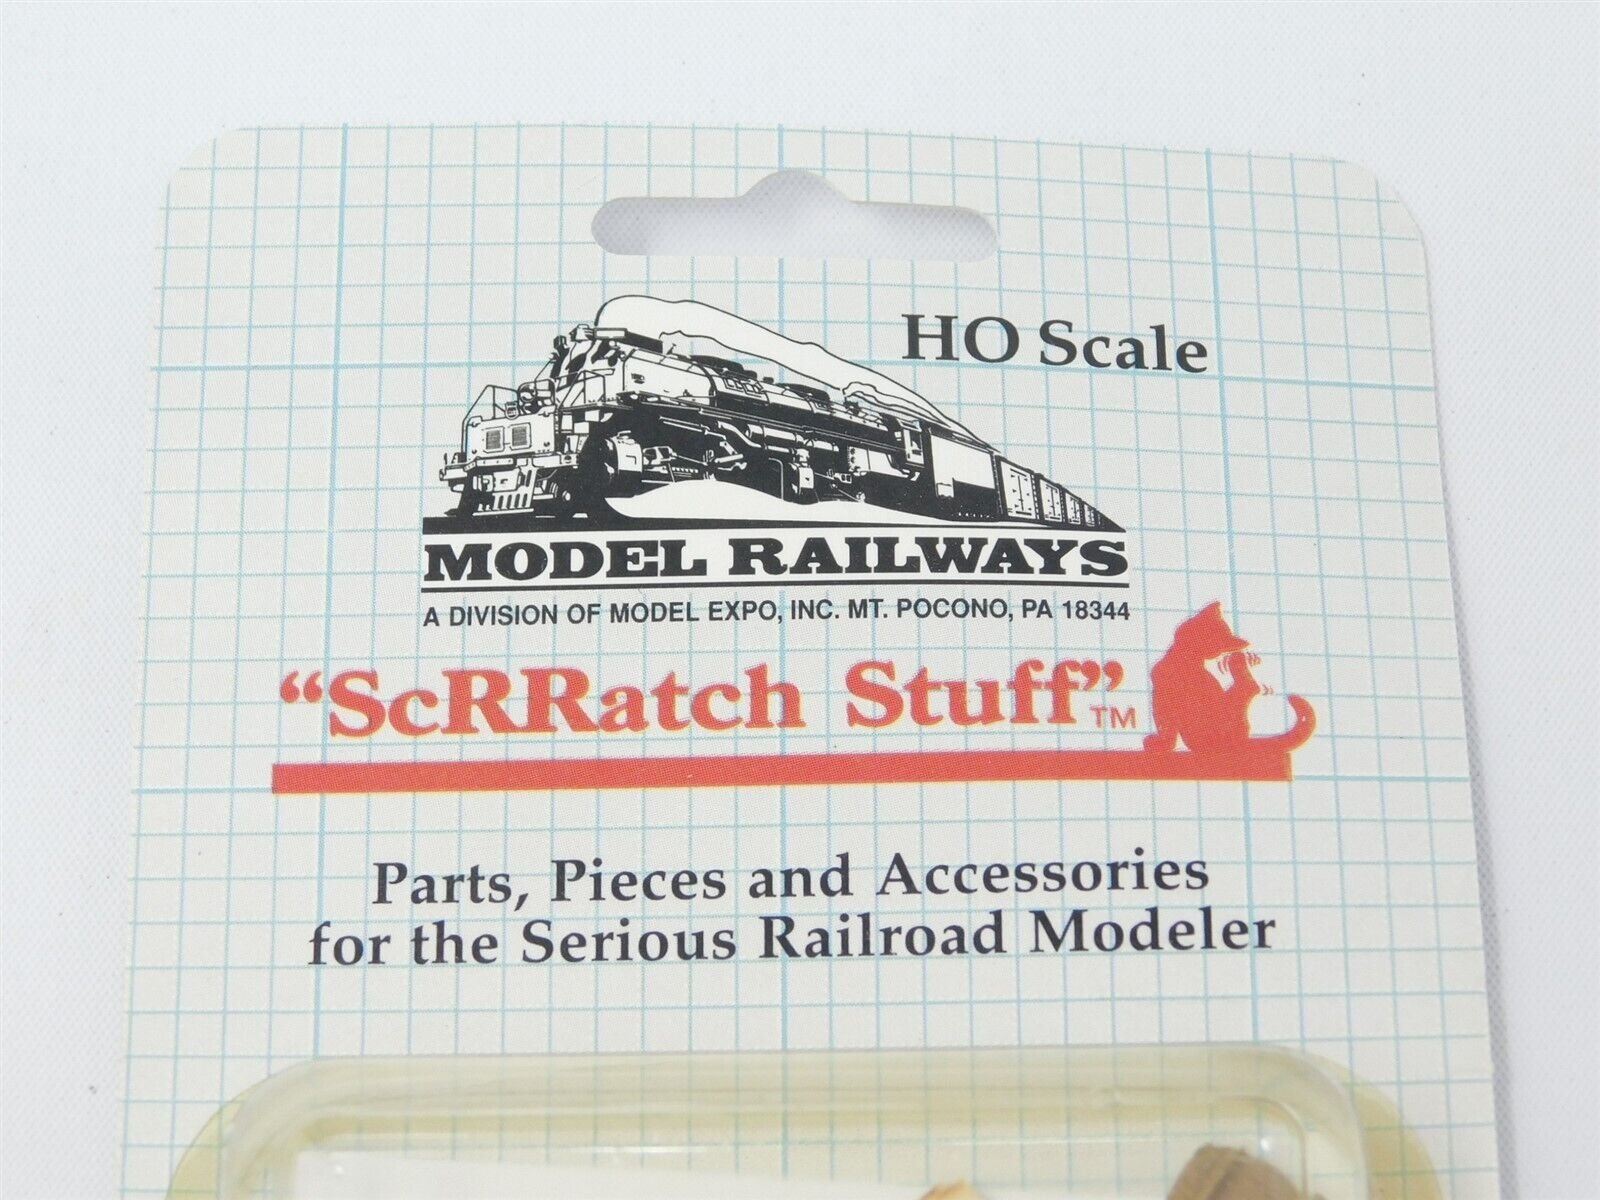 HO Scale
MODEL RAILWAYS
A DIVISION OF MODEL EXPO, INC. MT. POCONO, PA 18344
“ScRRatch Stuff”™
Parts, Pieces and Accessories
for the Serious Railroad Modeler